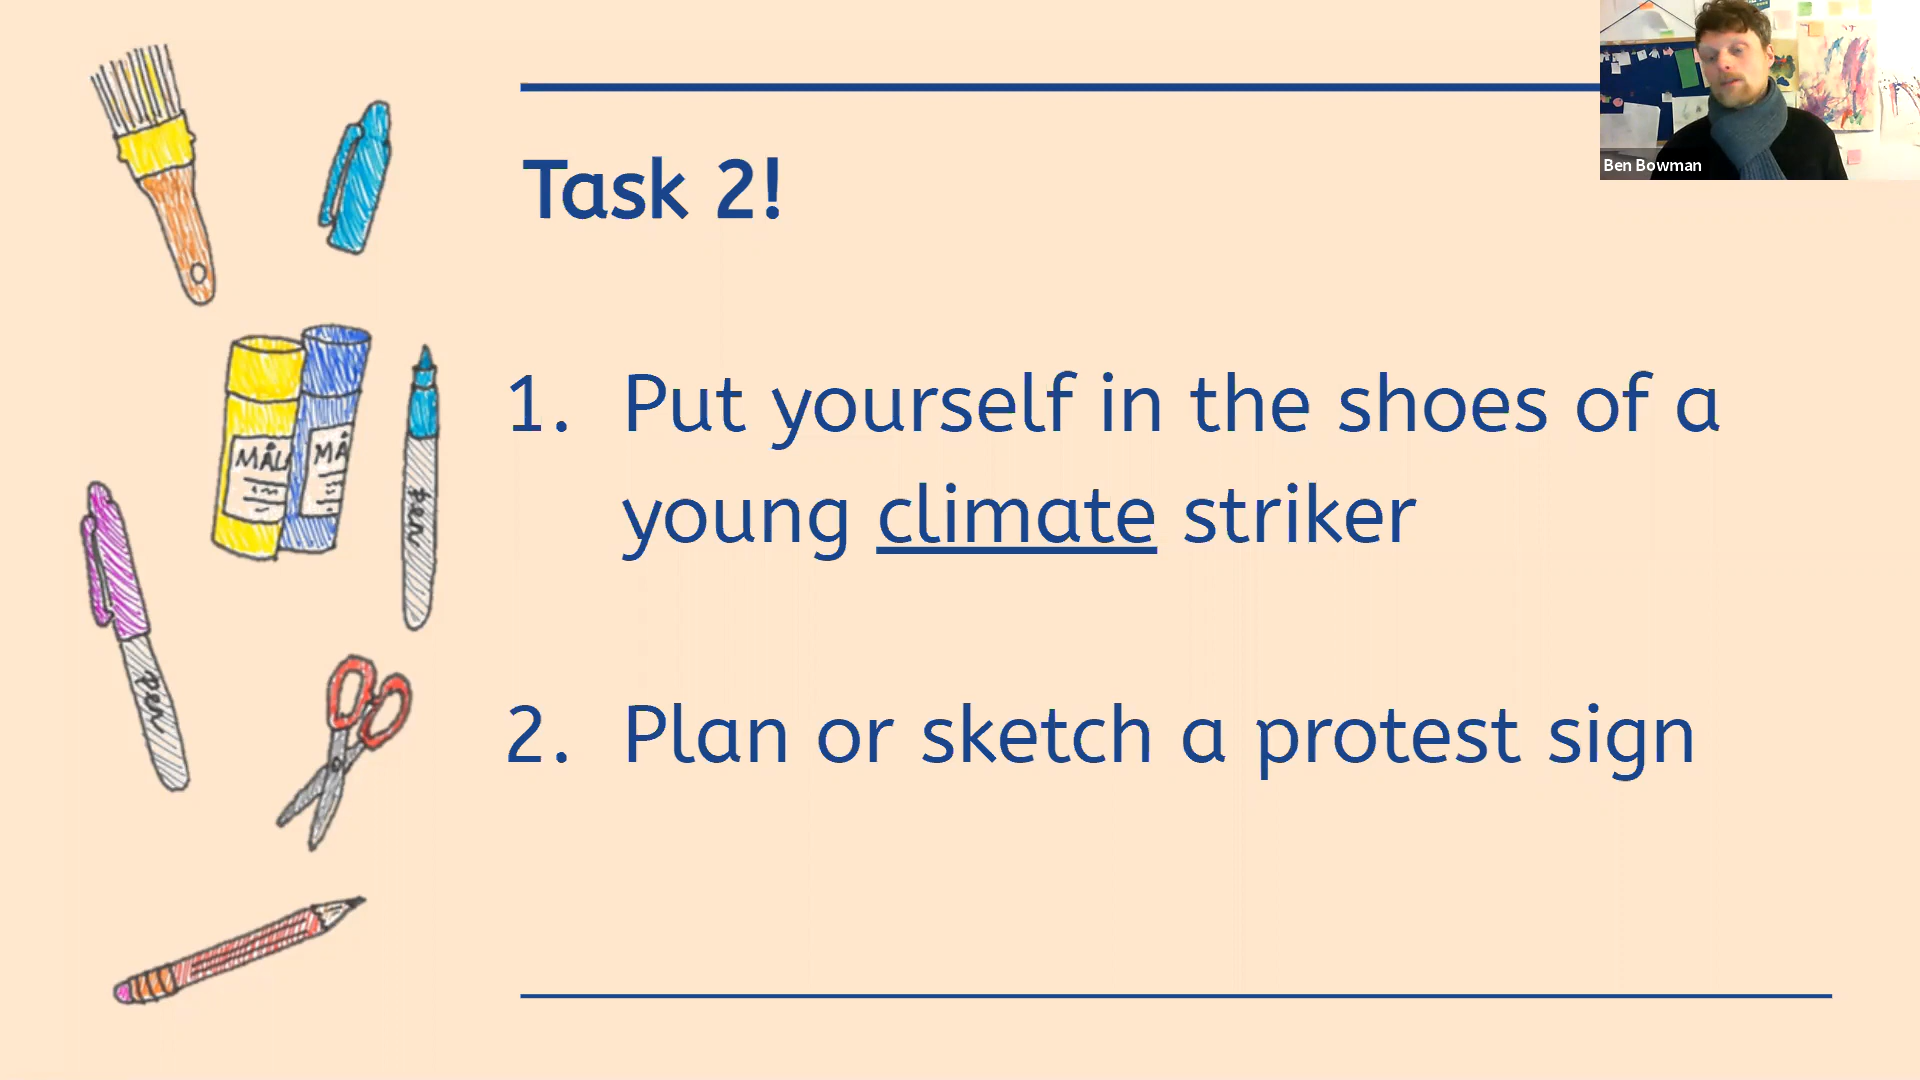 Task 2!
1. Put yourself in the shoes of a
young climate striker
2. Plan or sketch a protest sign
Ben Bowman
MÅL
MÅ
pen
pen